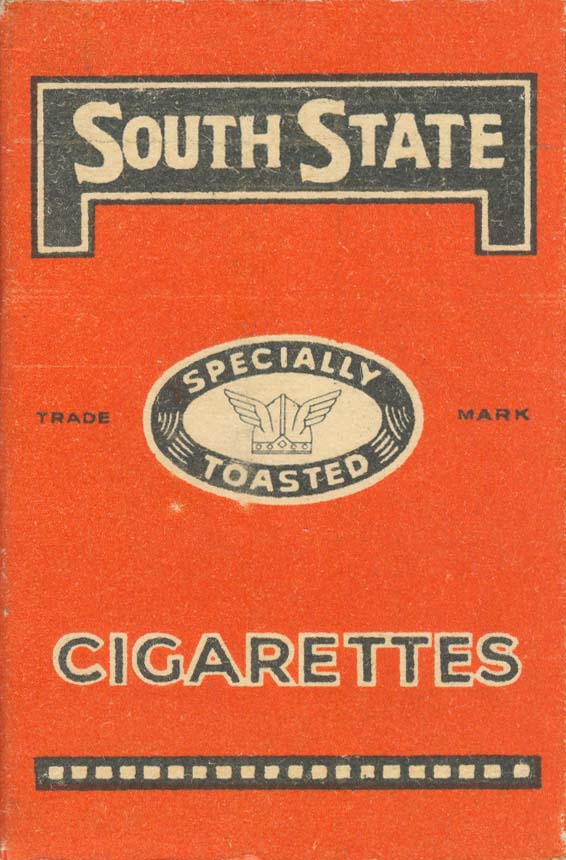 SOUTH STATE
SPECIALLY
TRADE MARK
TOASTED
CIGARETTES